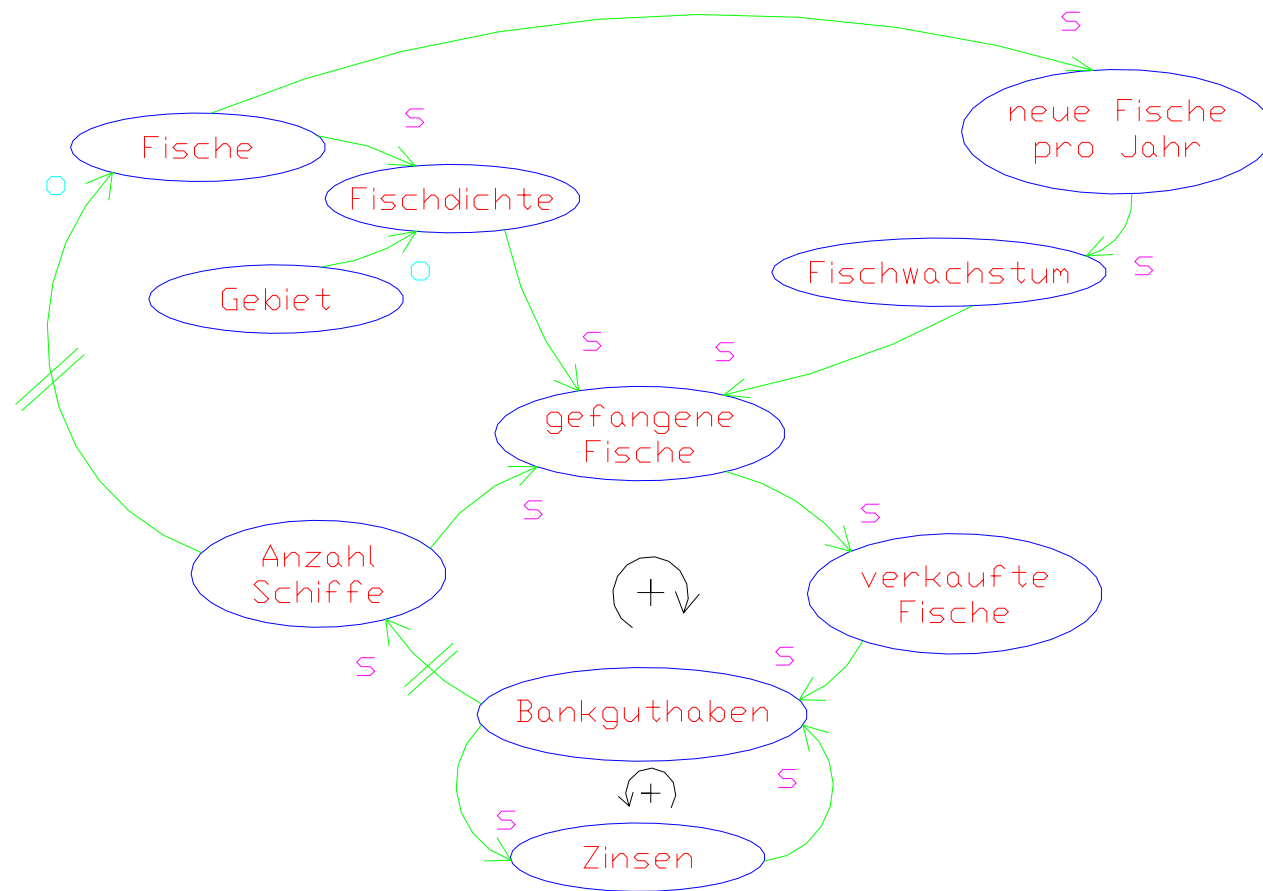 S
neue Fische
pro Jahr
Fische
S
O
Fischdichte
Gebiet
O
Fischwachstum
S
S
S
gefangene
Fische
S
S
Anzahl
Schiffe
verkaufte
Fische
+
S
S
Bankguthaben
S
+
S
Zinsen